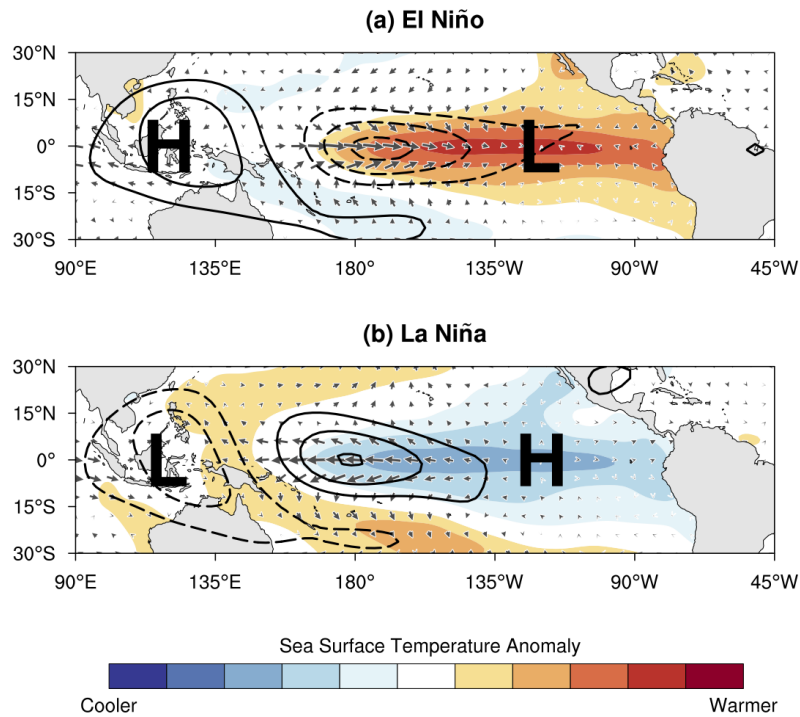 (a) El Niño
30°N
15°N
0°
15°S
30°S
H
L
90°E 135°E 180° 135°W 90°W 45°W
(b) La Niña
30°N
15°N
0°
15°S
30°S
L
H
90°E 135°E 180° 135°W 90°W 45°W
Sea Surface Temperature Anomaly
Cooler Warmer